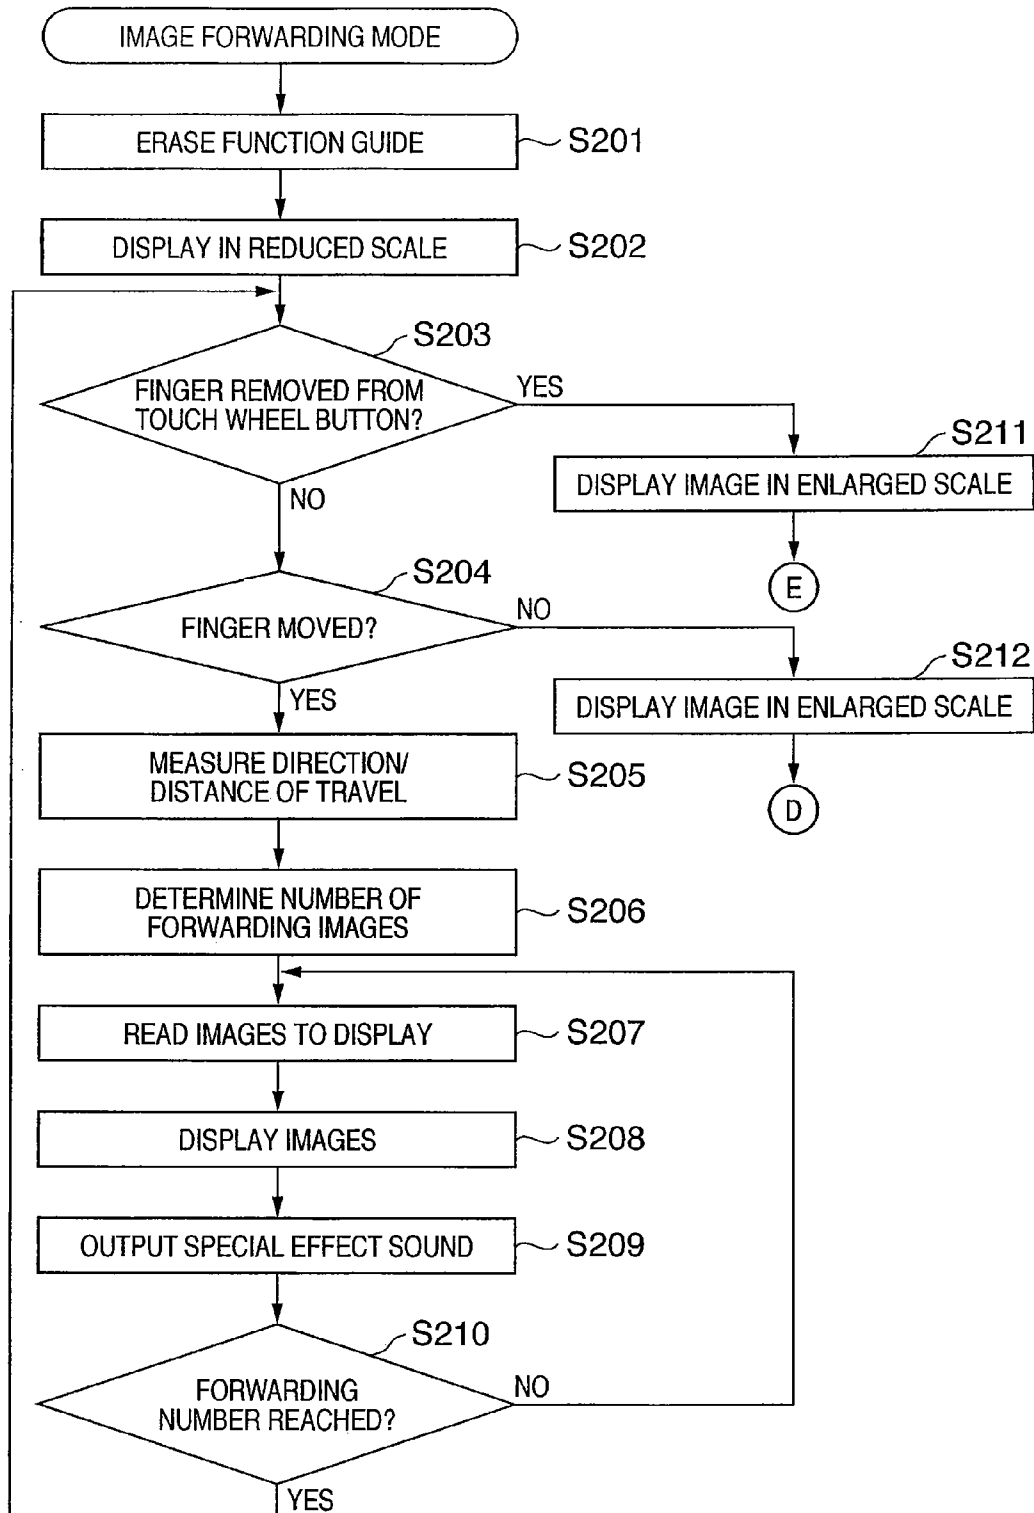 IMAGE FORWARDING MODE
ERASE FUNCTION GUIDE
S201
DISPLAY IN REDUCED SCALE
S202
S203
FINGER REMOVED FROM
TOUCH WHEEL BUTTON?
YES
NO
S211
DISPLAY IMAGE IN ENLARGED SCALE
E
S204
FINGER MOVED?
NO
YES
S212
DISPLAY IMAGE IN ENLARGED SCALE
D
MEASURE DIRECTION/
DISTANCE OF TRAVEL
S205
DETERMINE NUMBER OF
FORWARDING IMAGES
S206
READ IMAGES TO DISPLAY
S207
DISPLAY IMAGES
S208
OUTPUT SPECIAL EFFECT SOUND
S209
S210
FORWARDING
NUMBER REACHED?
NO
YES